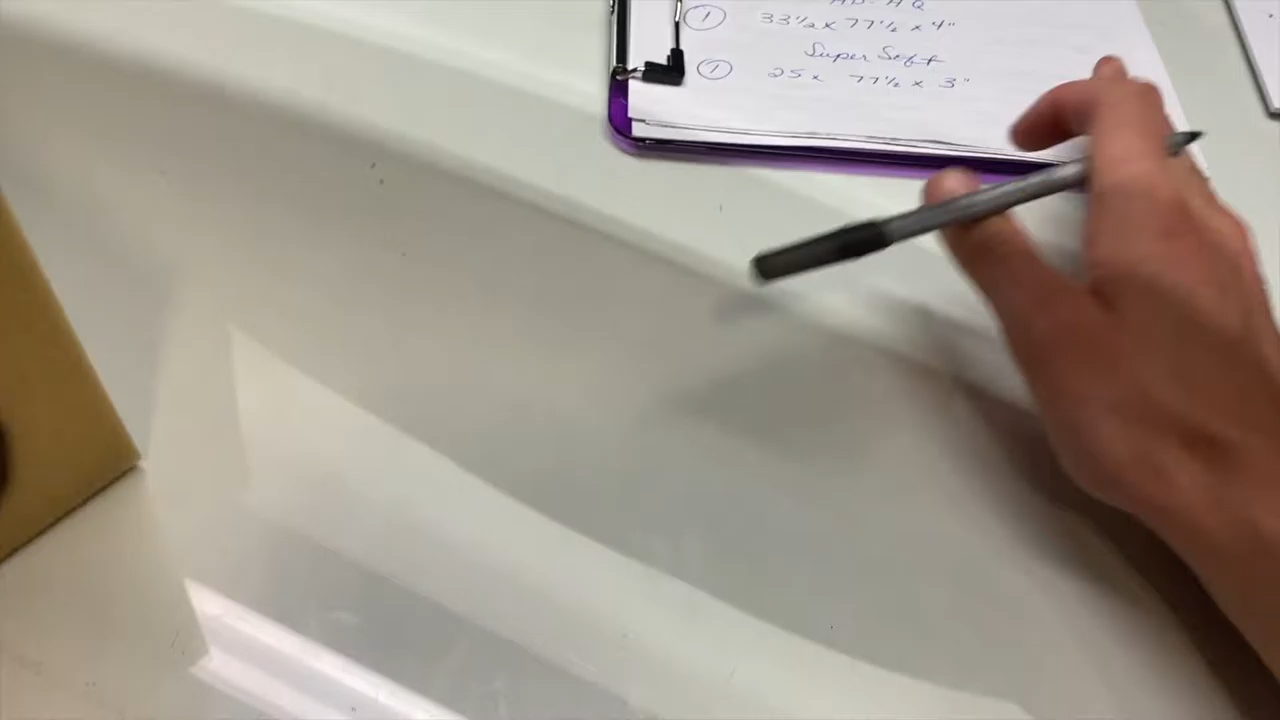 ① 33½ x 77½ x 4"
Super Soft
① 25 x 77½ x 3"